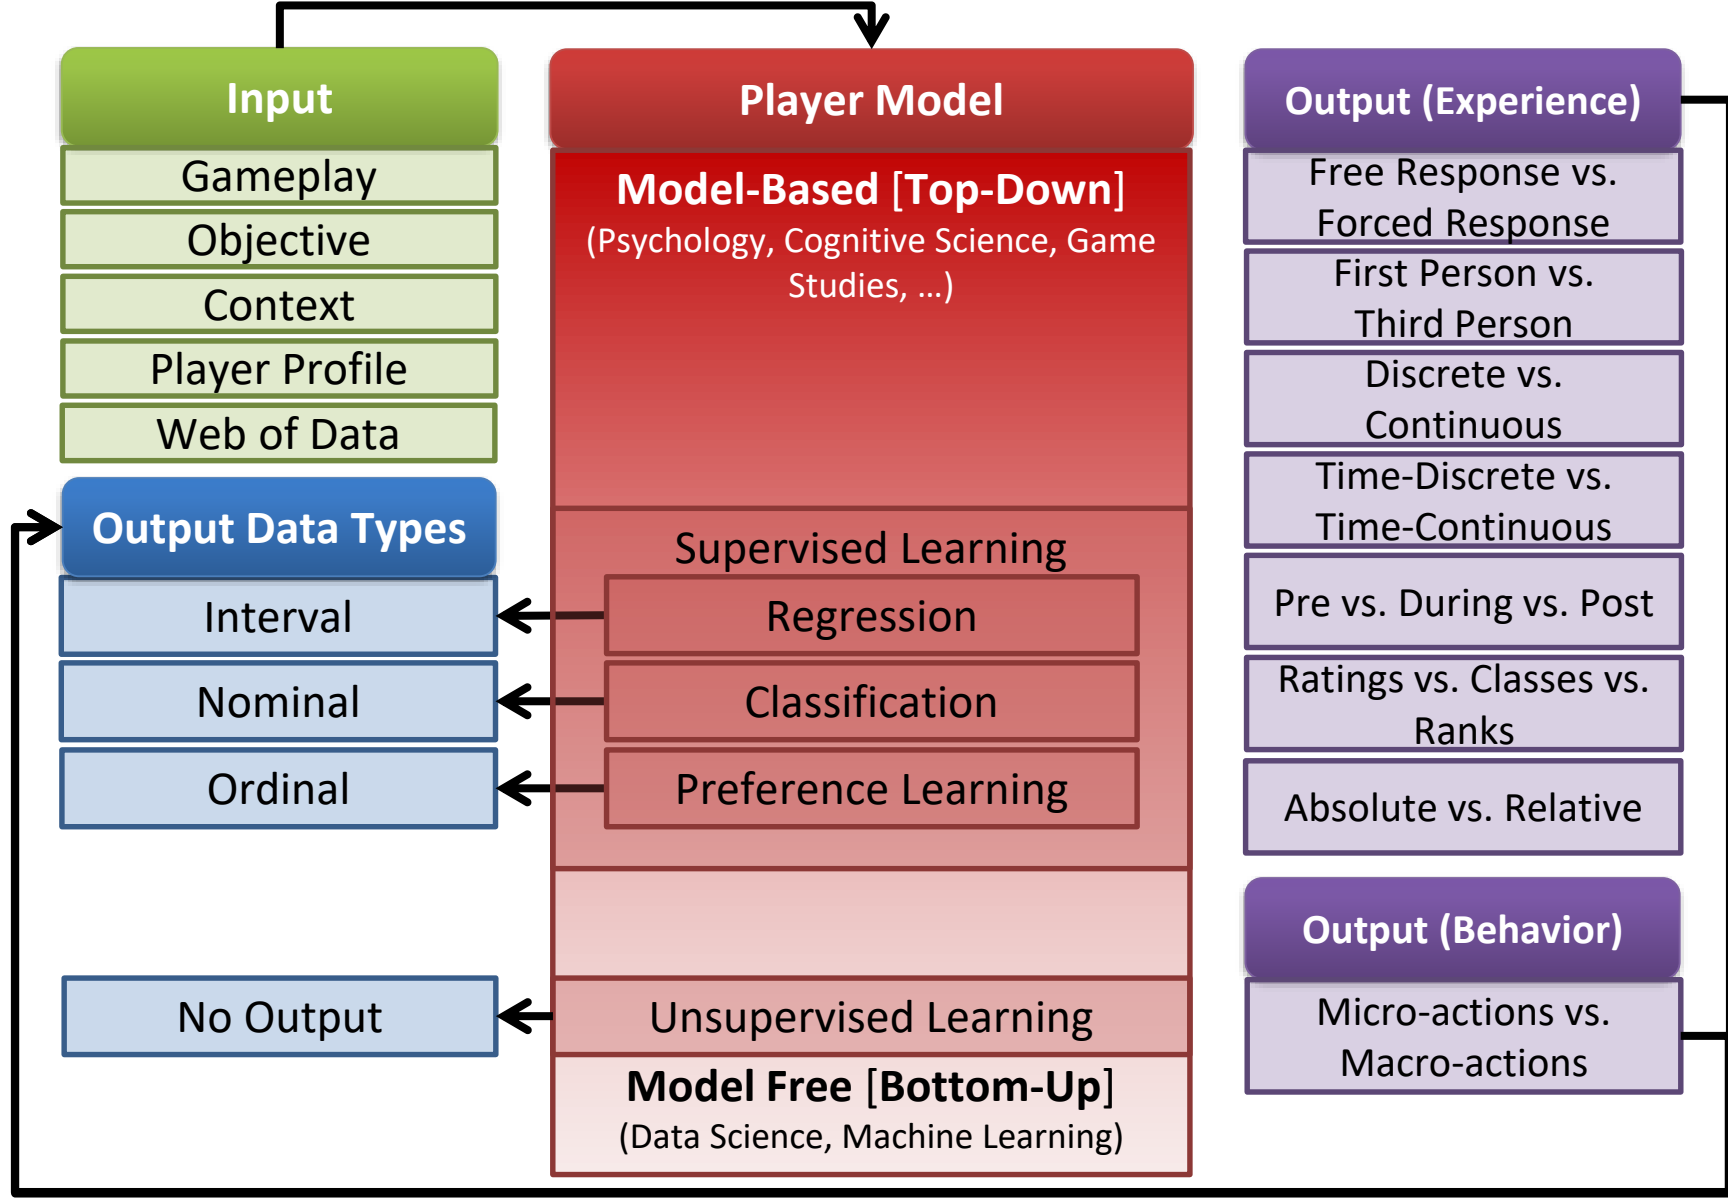 Input
Gameplay
Objective
Context
Player Profile
Web of Data
Output Data Types
Interval
Nominal
Ordinal
No Output
Player Model
Model-Based [Top-Down]
(Psychology, Cognitive Science, Game
Studies, ...)
Supervised Learning
Regression
Classification
Preference Learning
Unsupervised Learning
Model Free [Bottom-Up]
(Data Science, Machine Learning)
Output (Experience)
Free Response vs.
Forced Response
First Person vs.
Third Person
Discrete vs.
Continuous
Time-Discrete vs.
Time-Continuous
Pre vs. During vs. Post
Ratings vs. Classes vs.
Ranks
Absolute vs. Relative
Output (Behavior)
Micro-actions vs.
Macro-actions